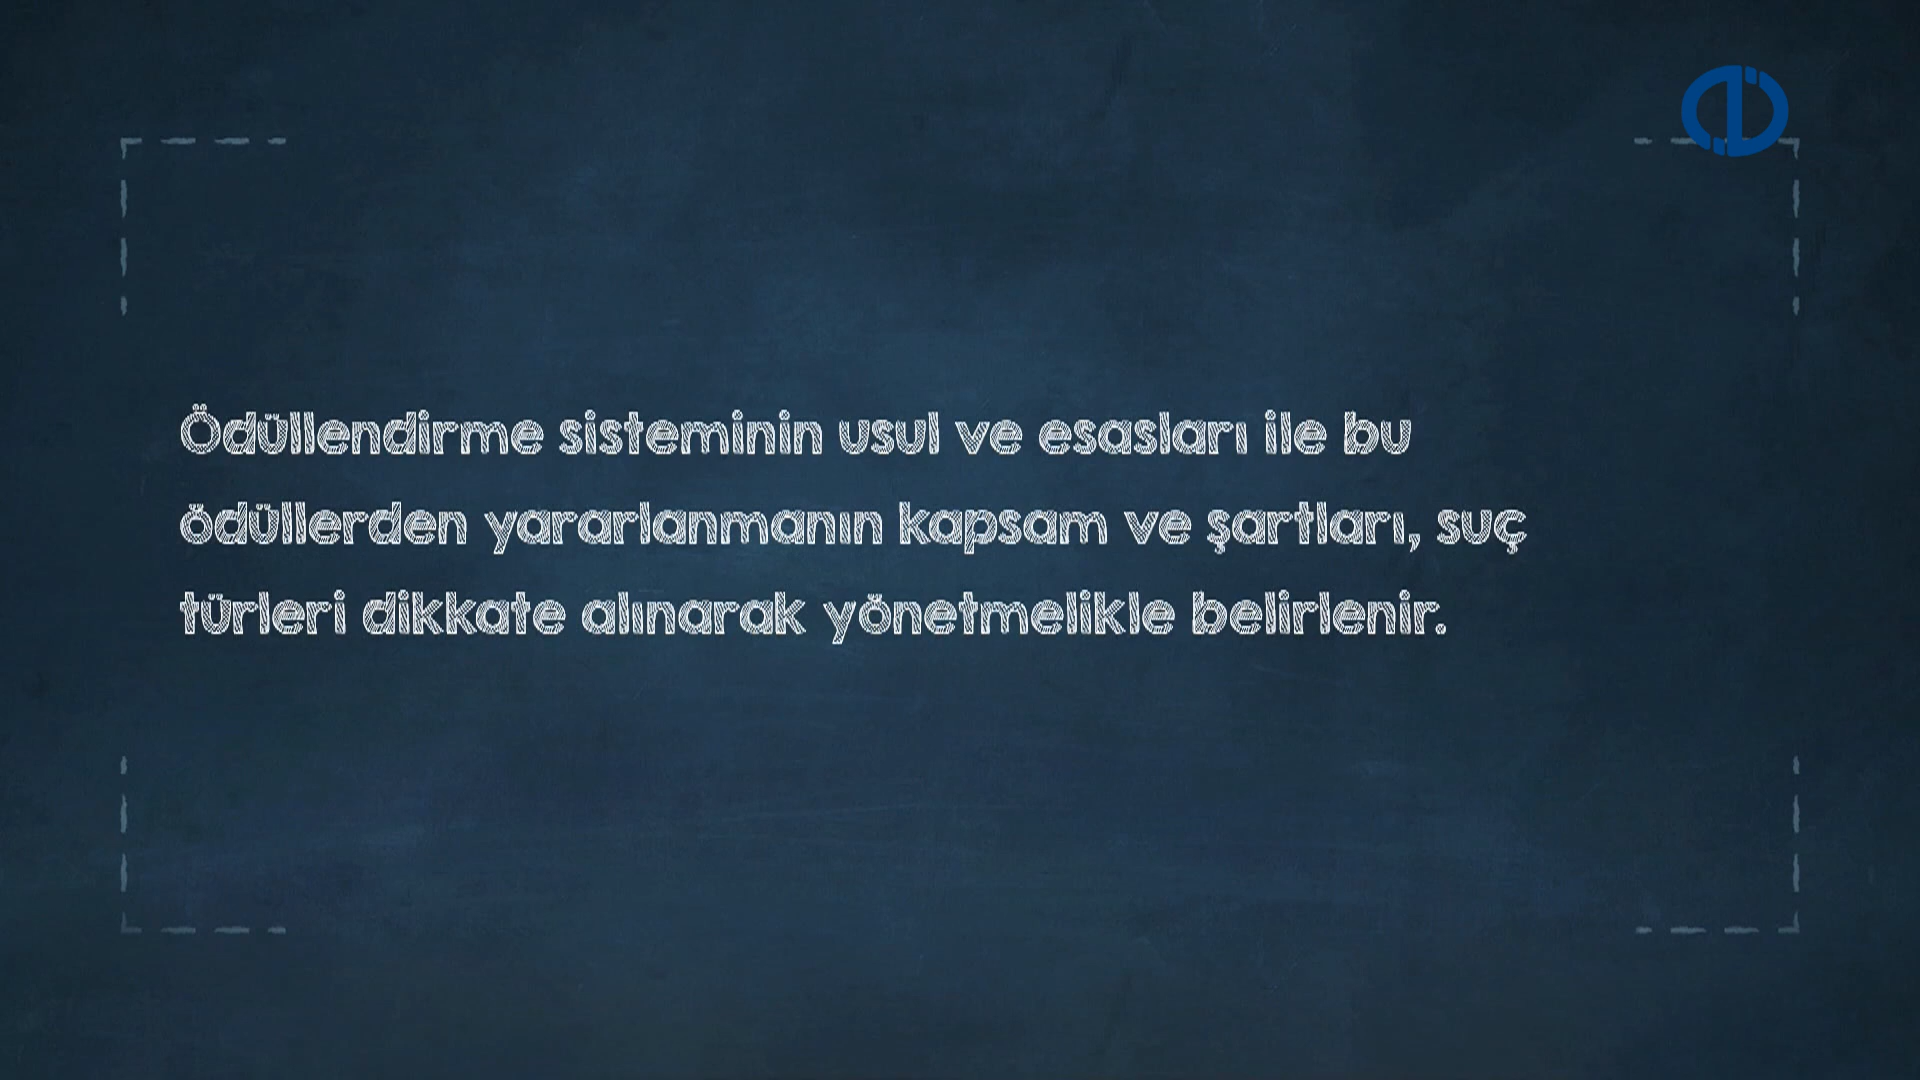 Ödüllendirme sisteminin usul ve esasları ile bu
ödüllerden yararlanmanın kapsam ve şartları, suç
türleri dikkate alınarak yönetmelikle belirlenir.